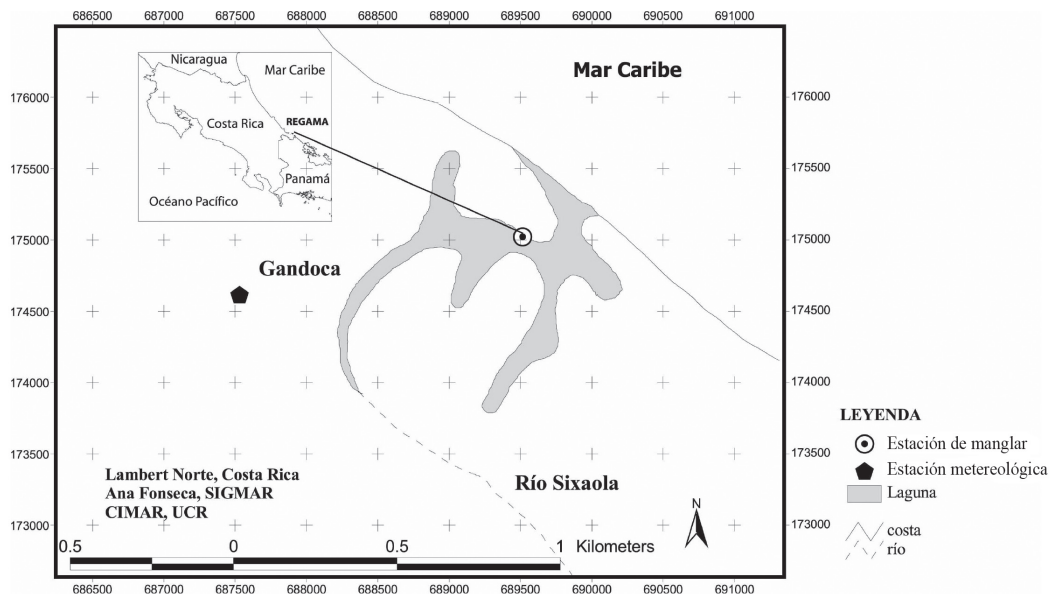 686500 687000 687500 688000 688500 689000 689500 690000 690500 691000
Nicaragua
Mar Caribe
REGAMA
Costa Rica
Panamá
Océano Pacífico
Mar Caribe
176000 176000
175500 175500
175000 175000
Gandoca
174500 174500
174000 174000
173500 173500
173000 173000
LEYENDA
Estación de manglar
Estación metereológica
Laguna
costa
río
Río Sixaola
N
Lambert Norte, Costa Rica
Ana Fonseca, SIGMAR
CIMAR, UCR
0.5 0 0.5 1 Kilometers
686500 687000 687500 688000 688500 689000 689500 690000 690500 691000